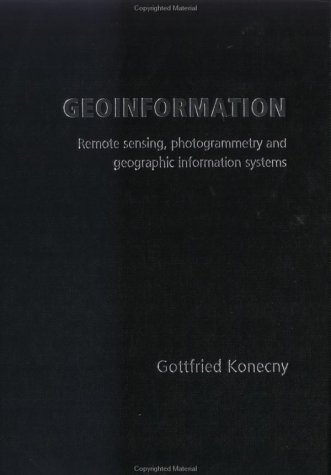 Copyrighted Material
GEOINFORMATION
Remote sensing, photogrammetry and
geographic information systems
Gottfried Konecny
Copyrighted Material